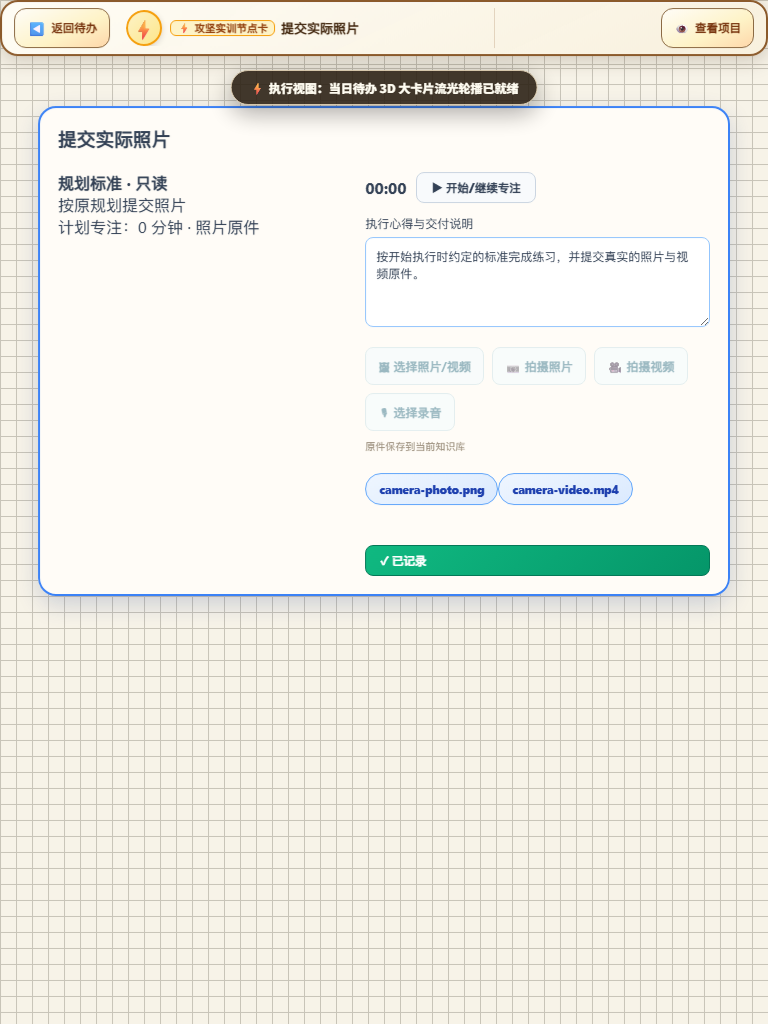 返回待办
攻坚实训节点卡 提交实际照片
查看项目
执行视图：当日待办 3D 大卡片流光轮播已就绪
提交实际照片
规划标准 · 只读
按原规划提交照片
计划专注：0 分钟 · 照片原件
00:00 ▶ 开始/继续专注
执行心得与交付说明
按开始执行时约定的标准完成练习，并提交真实的照片与视
频原件。
选择照片/视频 拍摄照片 拍摄视频
选择录音
原件保存到当前知识库
camera-photo.png camera-video.mp4
✓ 已记录